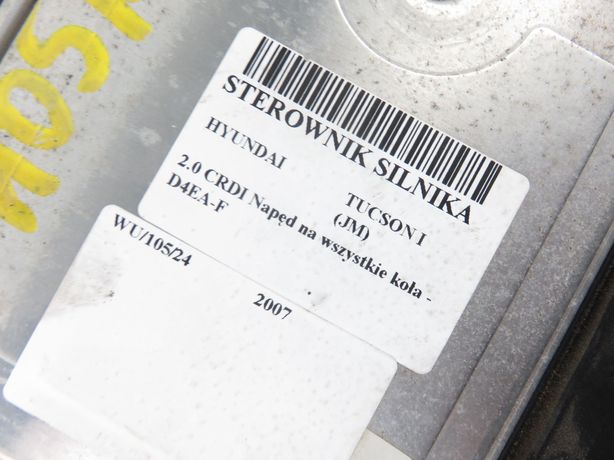 STEROWNIK SILNIKA
HYUNDAI TUCSON I
(JM)
2.0 CRDI Napęd na wszystkie koła -
D4EA-F
WU/105/24 2007